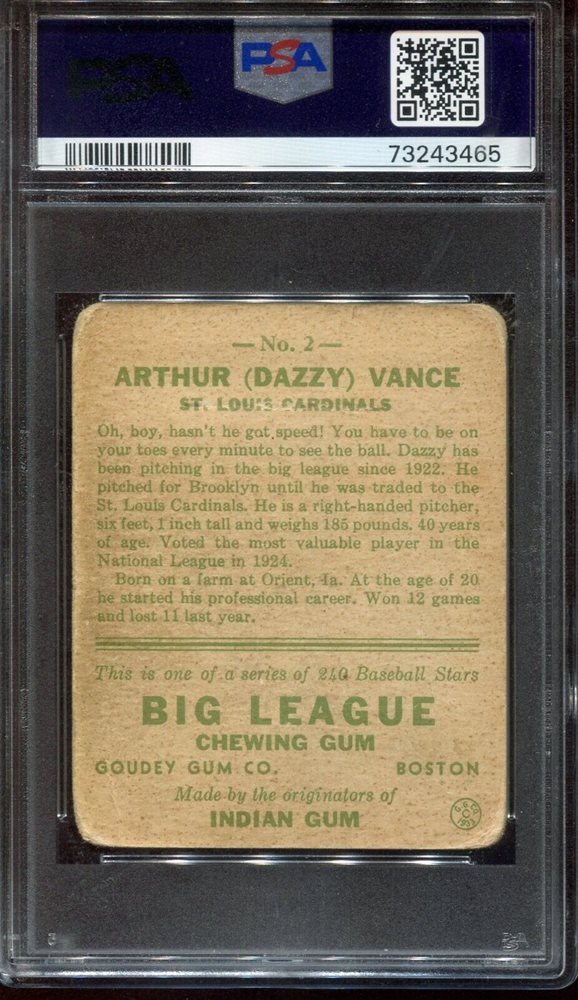 PSA
PSA
73243465
— No. 2 —
ARTHUR (DAZZY) VANCE
ST. LOUIS CARDINALS
Oh, boy, hasn't he got speed! You have to be on
your toes every minute to see the ball. Dazzy has
been pitching in the big league since 1922. He
pitched for Brooklyn until he was traded to the
St. Louis Cardinals. He is a right-handed pitcher,
six feet, 1 inch tall and weighs 185 pounds. 40 years
of age. Voted the most valuable player in the
National League in 1924.
Born on a farm at Orient, Ia. At the age of 20
he started his professional career. Won 12 games
and lost 11 last year.
This is one of a series of 240 Baseball Stars
BIG LEAGUE
CHEWING GUM
GOUDEY GUM CO. BOSTON
Made by the originators of
INDIAN GUM
G.G.Co.
C
1933
PSA